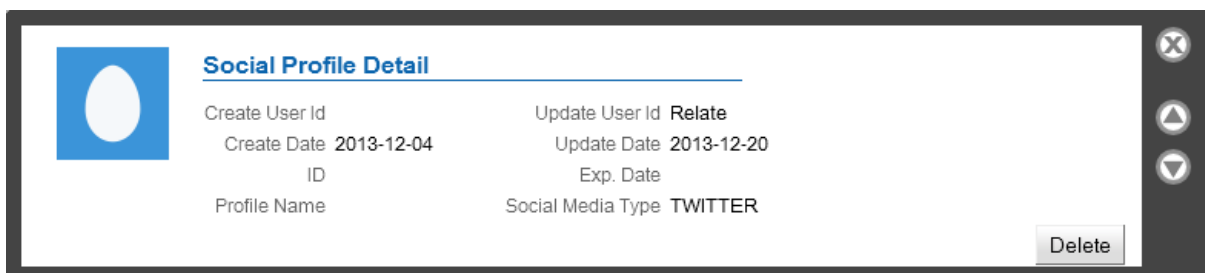 Social Profile Detail
Create User Id Update User Id Relate
Create Date 2013-12-04 Update Date 2013-12-20
ID Exp. Date
Profile Name Social Media Type TWITTER
Delete